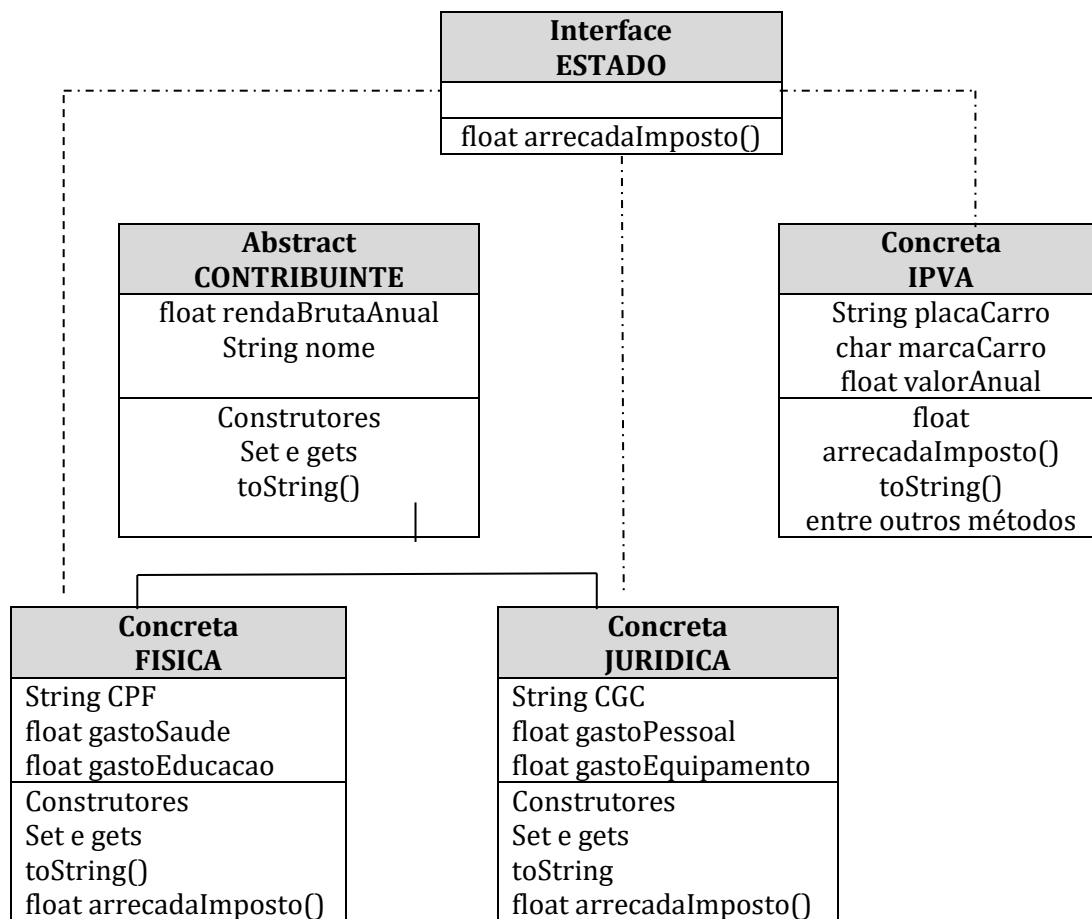 Interface
ESTADO
float arrecadaImposto()
Abstract
CONTRIBUINTE
float rendaBrutaAnual
String nome
Construtores
Set e gets
toString()
Concreta
IPVA
String placaCarro
char marcaCarro
float valorAnual
float
arrecadaImposto()
toString()
entre outros métodos
Concreta
FISICA
String CPF
float gastoSaude
float gastoEducacao
Construtores
Set e gets
toString()
float arrecadaImposto()
Concreta
JURIDICA
String CGC
float gastoPessoal
float gastoEquipamento
Construtores
Set e gets
toString
float arrecadaImposto()